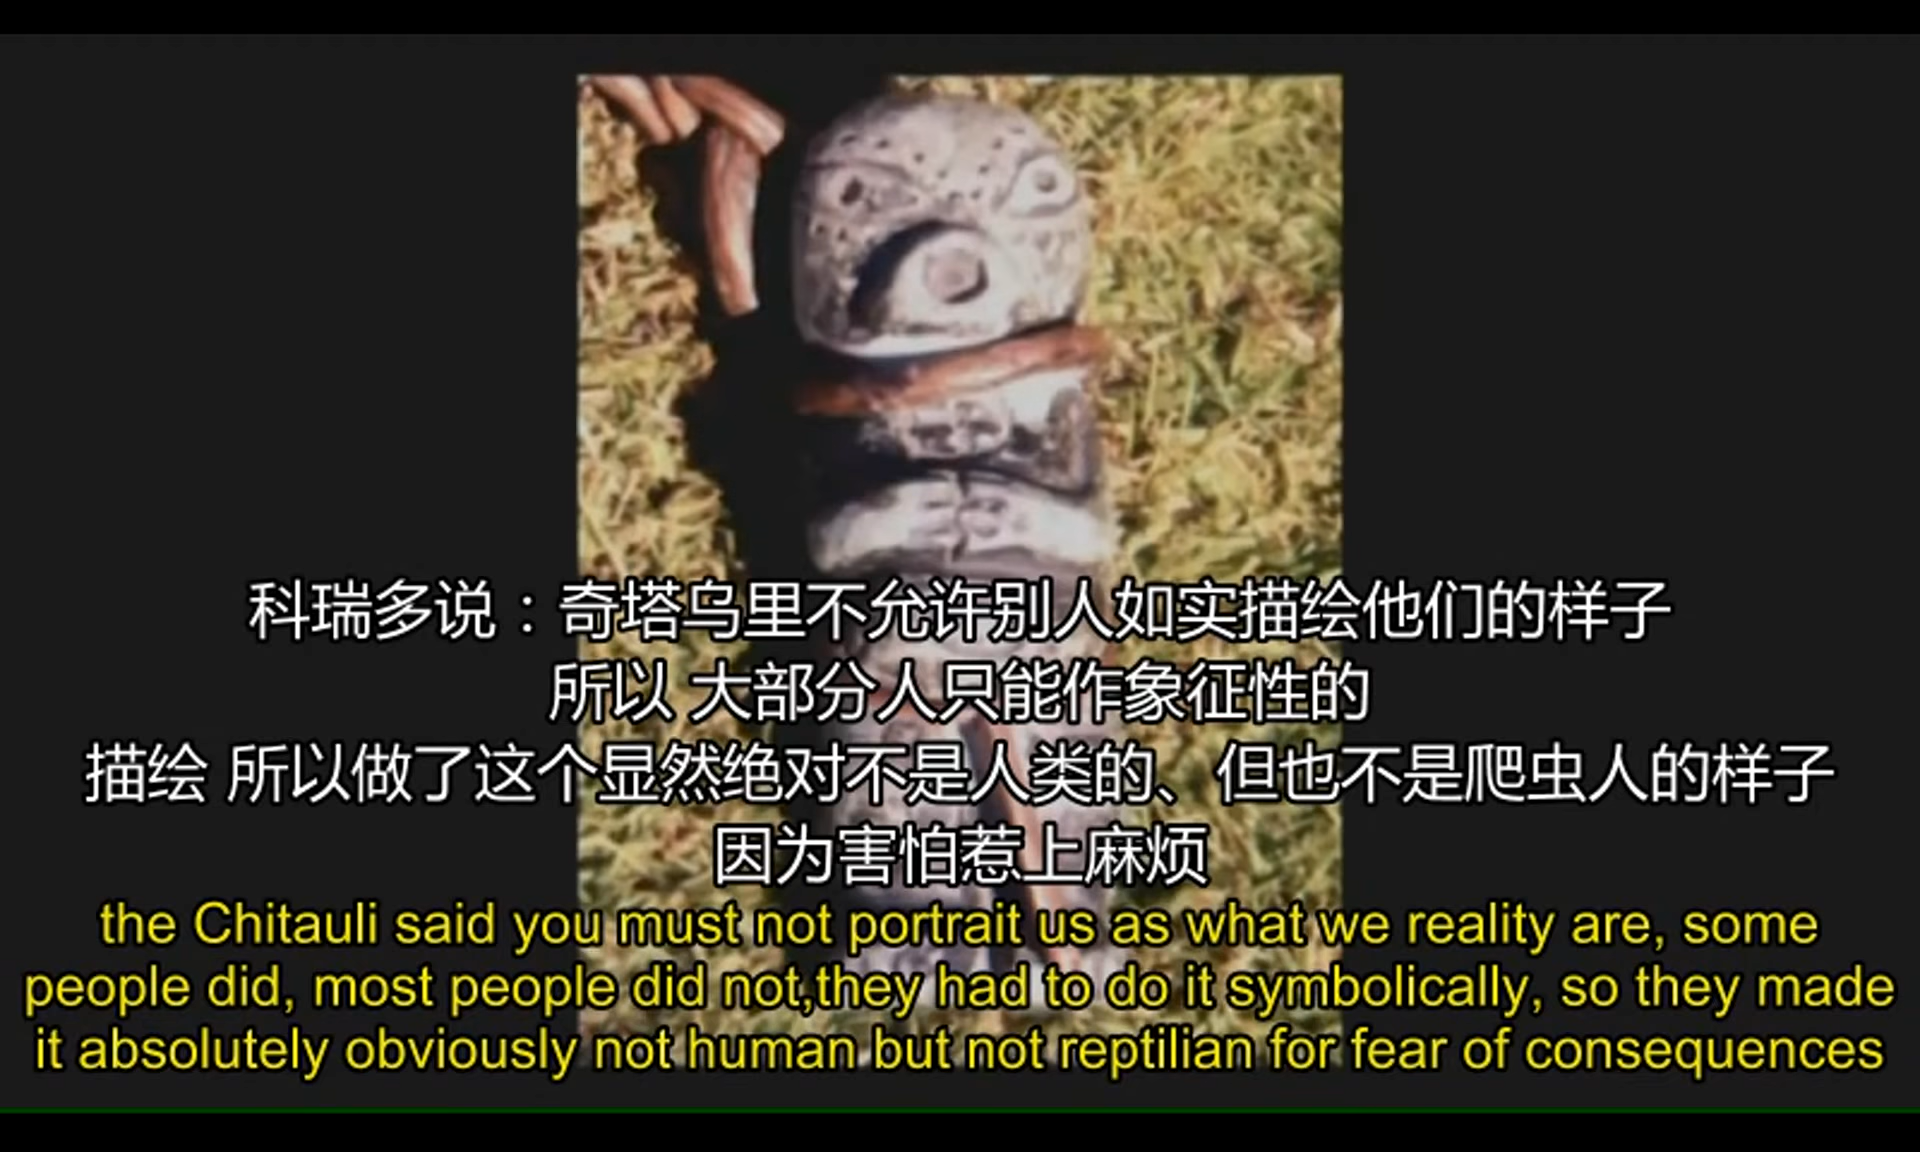 科瑞多说：奇塔乌里不允许别人如实描绘他们的样子
所以 大部分人只能作象征性的
描绘 所以做了这个显然绝对不是人类的、但也不是爬虫人的样子
因为害怕惹上麻烦
the Chitauli said you must not portrait us as what we reality are, some
people did, most people did not,they had to do it symbolically, so they made
it absolutely obviously not human but not reptilian for fear of consequences